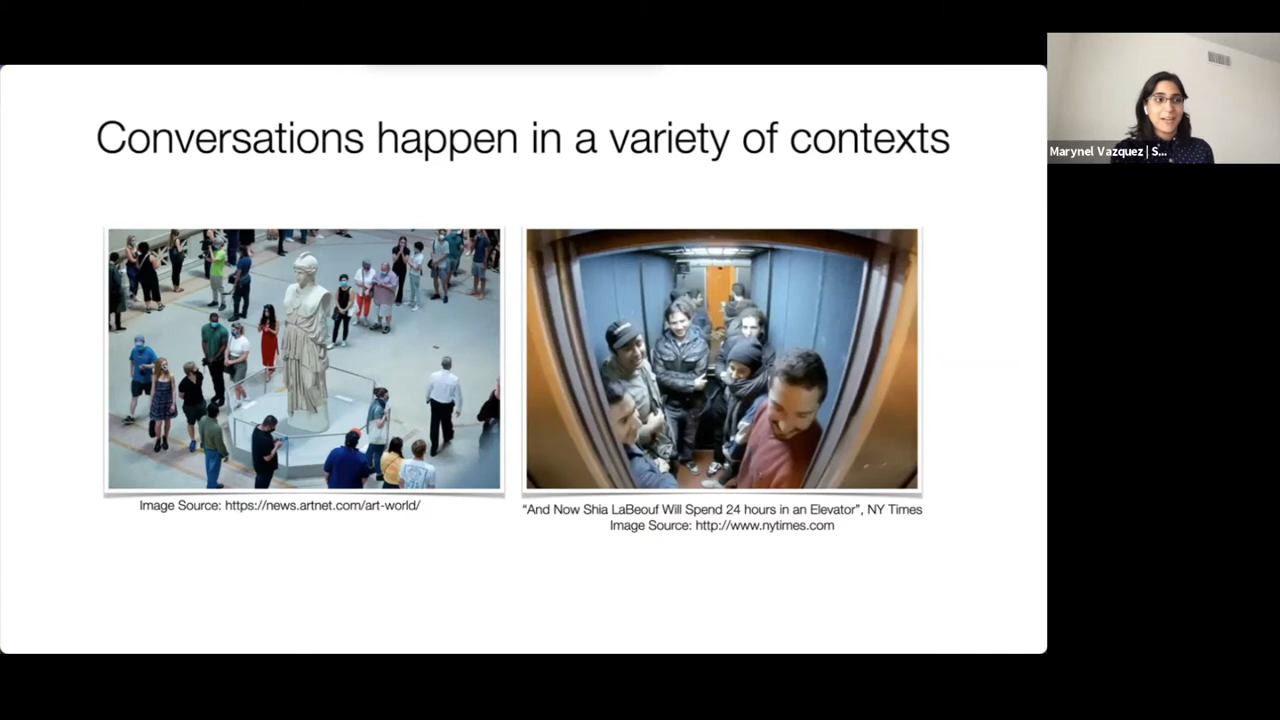 Conversations happen in a variety of contexts
Image Source: https://news.artnet.com/art-world/
“And Now Shia LaBeouf Will Spend 24 hours in an Elevator”, NY Times
Image Source: http://www.nytimes.com
Marynel Vazquez | S...